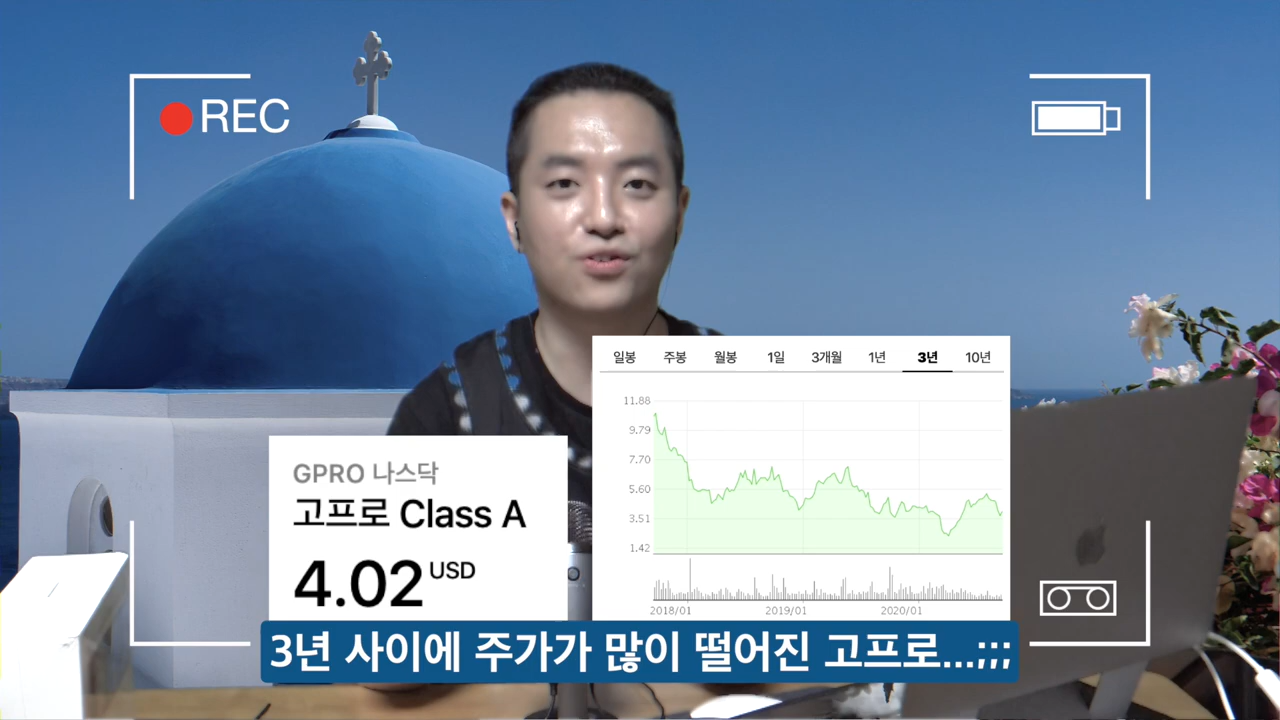 REC
일봉 주봉 월봉 1일 3개월 1년 3년 10년
11.88
9.79
7.70
5.60
3.51
1.42
2018/01 2019/01 2020/01
GPRO 나스닥
고프로 Class A
4.02 USD
3년 사이에 주가가 많이 떨어진 고프로...;;;